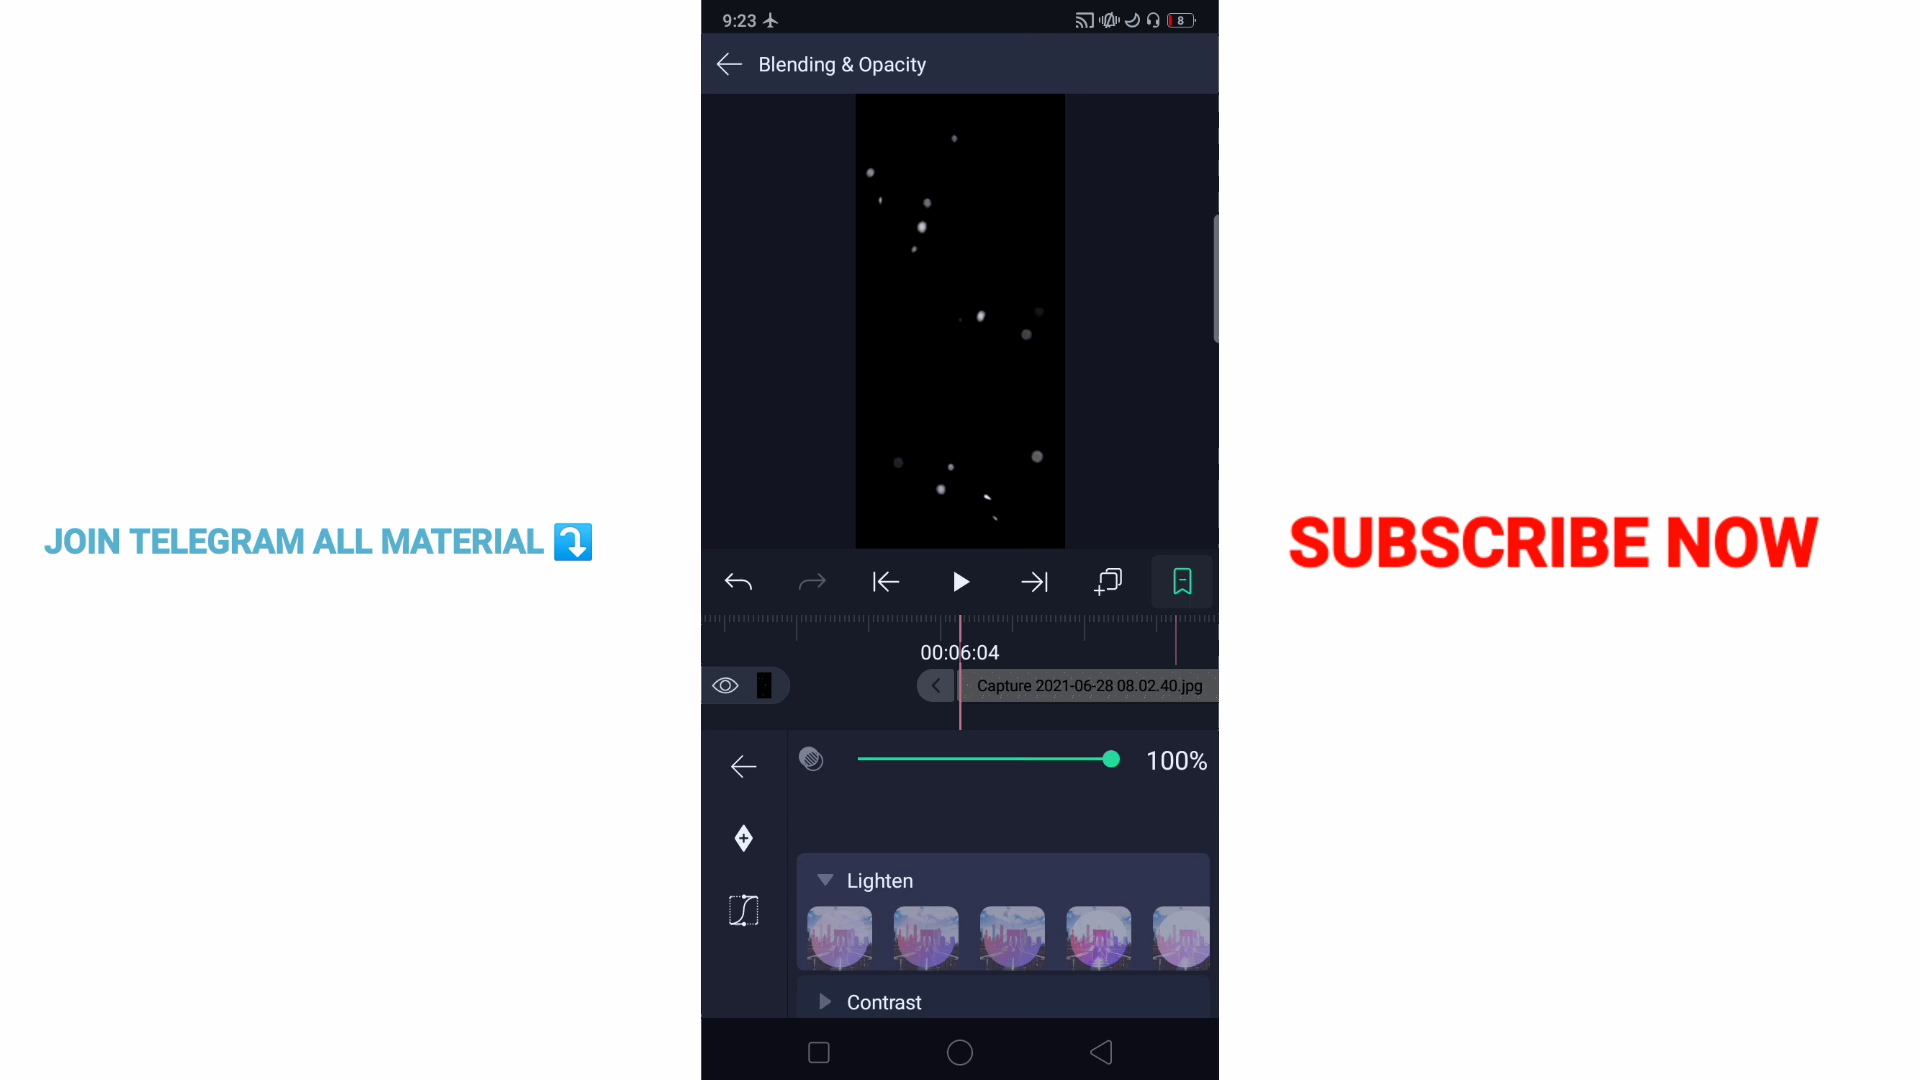 9:23
8
Blending & Opacity
JOIN TELEGRAM ALL MATERIAL ⤵️
SUBSCRIBE NOW
00:06:04
Capture 2021-06-28 08.02.40.jpg
100%
Lighten
Contrast